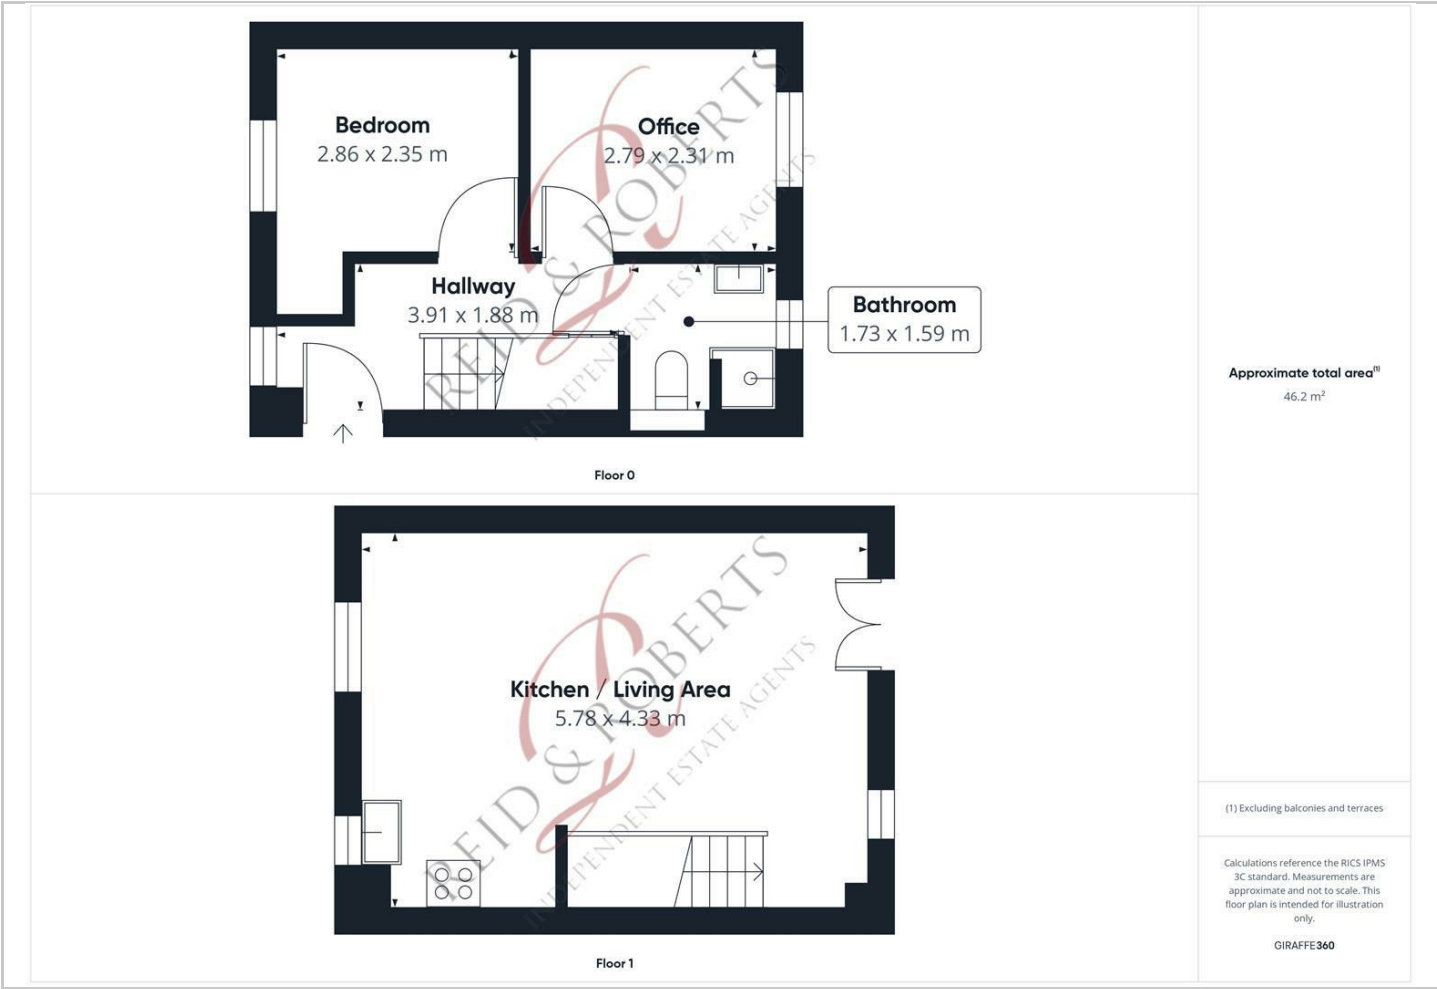 Bedroom
2.86 x 2.35 m
Office
2.79 x 2.31 m
Hallway
3.91 x 1.88 m
Bathroom
1.73 x 1.59 m
REID & ROBERTS
INDEPENDENT ESTATE AGENTS
Floor 0
Kitchen / Living Area
5.78 x 4.33 m
REID & ROBERTS
INDEPENDENT ESTATE AGENTS
Floor 1
Approximate total area(1)
46.2 m²
(1) Excluding balconies and terraces
Calculations reference the RICS IPMS
3C standard. Measurements are
approximate and not to scale. This
floor plan is intended for illustration
only.
GIRAFFE360